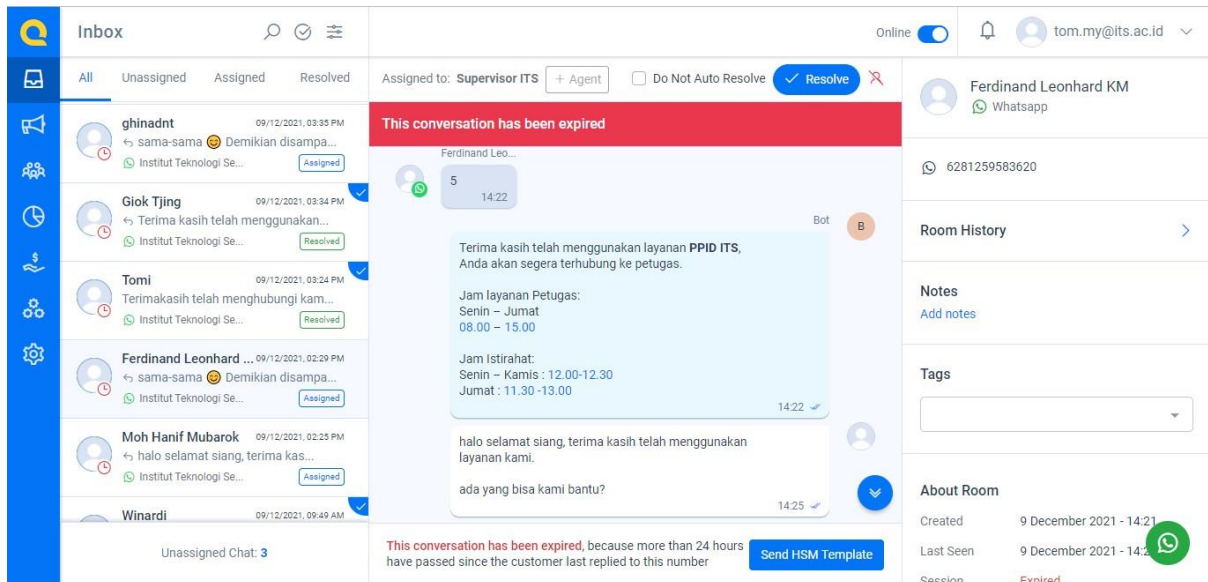 Inbox
Online
tom.my@its.ac.id
All Unassigned Assigned Resolved
ghinadnt 09/12/2021, 03:35 PM
sama-sama 😊 Demikian disampa...
Institut Teknologi Se... Assigned
Giok Tjing 09/12/2021, 03:34 PM
Terima kasih telah menggunakan...
Institut Teknologi Se... Resolved
Tomi 09/12/2021, 03:24 PM
Terimakasih telah menghubungi kam...
Institut Teknologi Se... Resolved
Ferdinand Leonhard ... 09/12/2021, 02:29 PM
sama-sama 😊 Demikian disampa...
Institut Teknologi Se... Assigned
Moh Hanif Mubarok 09/12/2021, 02:25 PM
halo selamat siang, terima kas...
Institut Teknologi Se... Assigned
Winardi 09/12/2021, 09:49 AM
Unassigned Chat: 3
Assigned to: Supervisor ITS + Agent Do Not Auto Resolve Resolve
This conversation has been expired
Ferdinand Leo...
5
14:22
Bot
B
Terima kasih telah menggunakan layanan PPID ITS,
Anda akan segera terhubung ke petugas.
Jam layanan Petugas:
Senin – Jumat
08.00 – 15.00
Jam Istirahat:
Senin – Kamis : 12.00-12.30
Jumat : 11.30 -13.00
14:22
halo selamat siang, terima kasih telah menggunakan
layanan kami.
ada yang bisa kami bantu?
14:25
This conversation has been expired, because more than 24 hours
have passed since the customer last replied to this number
Send HSM Template
Ferdinand Leonhard KM
Whatsapp
6281259583620
Room History
Notes
Add notes
Tags
About Room
Created 9 December 2021 - 14:21
Last Seen 9 December 2021 -
Session Expired